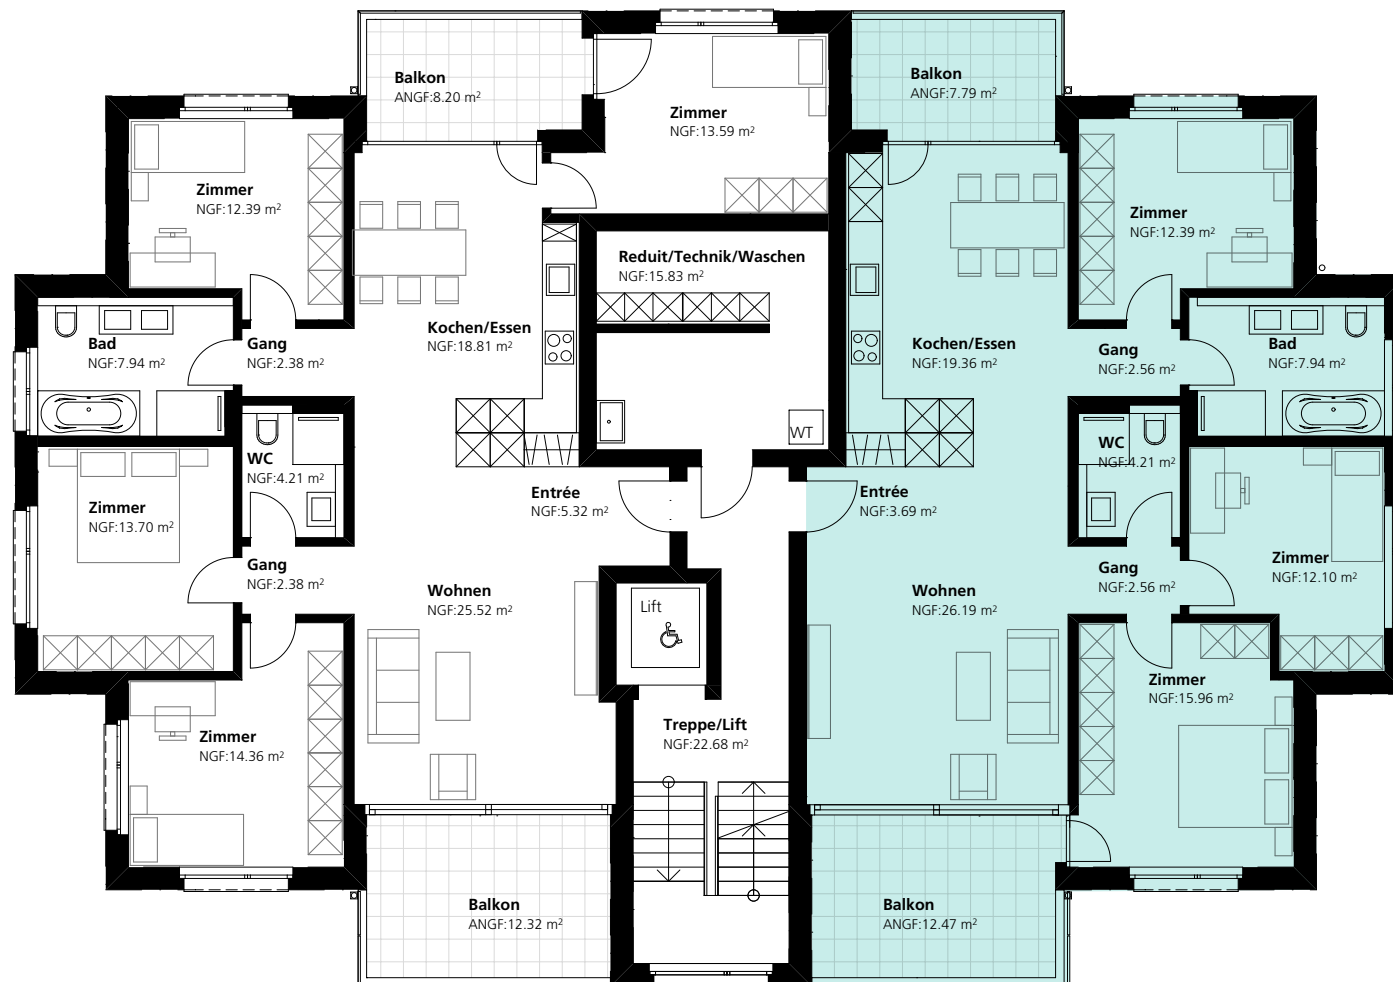 Balkon
ANGF:8.20 m²
Zimmer
NGF:13.59 m²
Balkon
ANGF:7.79 m²
Zimmer
NGF:12.39 m²
Zimmer
NGF:12.39 m²
Reduit/Technik/Waschen
NGF:15.83 m²
Kochen/Essen
NGF:18.81 m²
Bad
NGF:7.94 m²
Gang
NGF:2.38 m²
Kochen/Essen
NGF:19.36 m²
Gang
NGF:2.56 m²
Bad
NGF:7.94 m²
WT
WC
NGF:4.21 m²
WC
NGF:4.21 m²
Zimmer
NGF:13.70 m²
Entrée
NGF:5.32 m²
Entrée
NGF:3.69 m²
Gang
NGF:2.38 m²
Gang
NGF:2.56 m²
Zimmer
NGF:12.10 m²
Wohnen
NGF:25.52 m²
Lift
Wohnen
NGF:26.19 m²
Zimmer
NGF:15.96 m²
Zimmer
NGF:14.36 m²
Treppe/Lift
NGF:22.68 m²
Balkon
ANGF:12.32 m²
Balkon
ANGF:12.47 m²